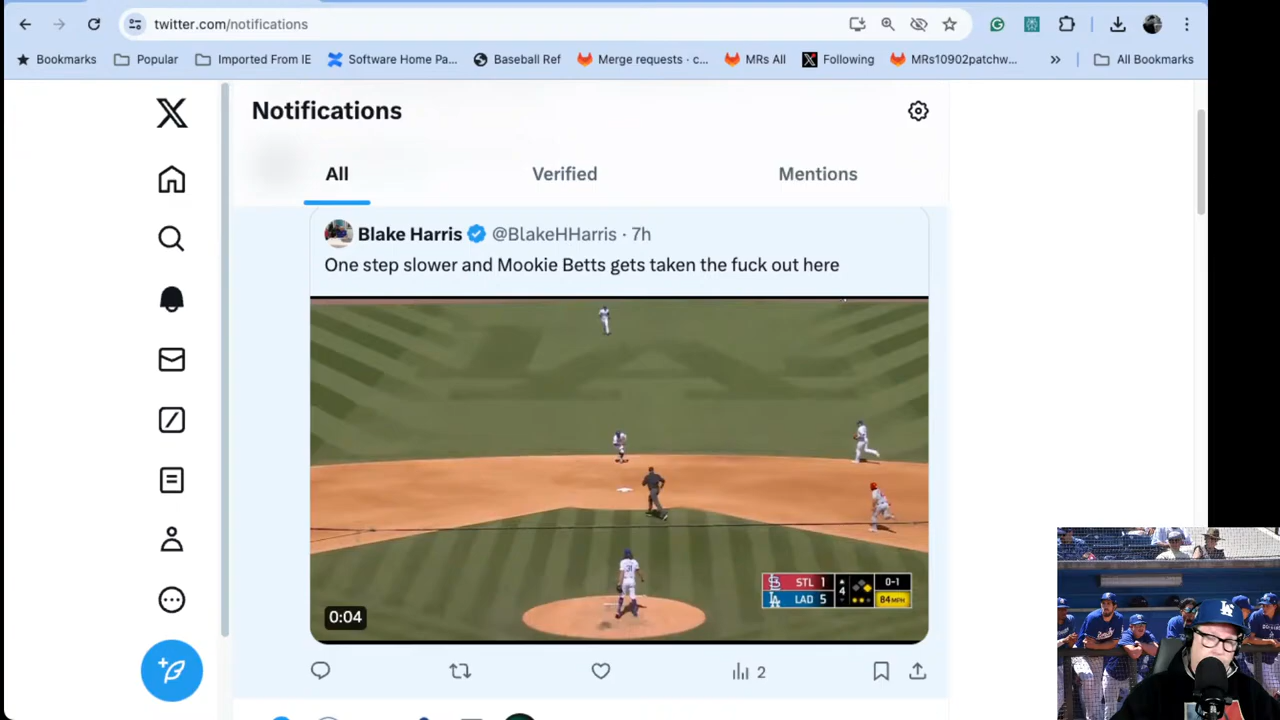 twitter.com/notifications
Bookmarks Popular Imported From IE Software Home Pa... Baseball Ref Merge requests · c... MRs All Following MRs10902patchw... » All Bookmarks
Notifications
All Verified Mentions
Blake Harris @BlakeHHarris · 7h
One step slower and Mookie Betts gets taken the fuck out here
STL 1 4 0-1
LAD 5 84 MPH
0:04
2